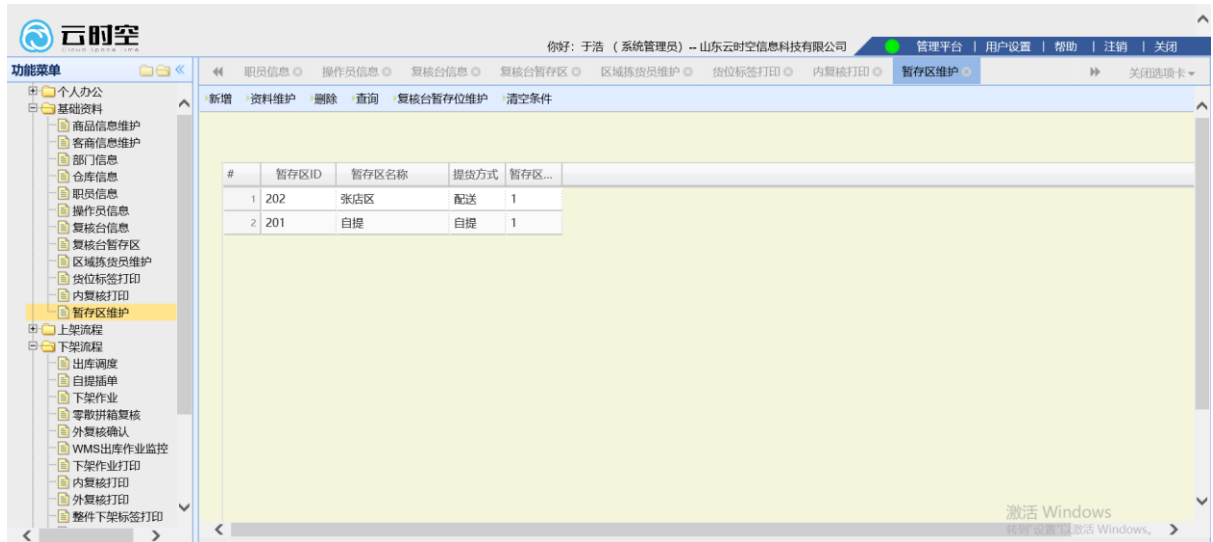 云时空
Cloud Space Time
你好：于浩 （ 系统管理员）-- 山东云时空信息科技有限公司
管理平台 | 用户设置 | 帮助 | 注销 | 关闭
功能菜单
职员信息 操作员信息 复核台信息 复核台暂存区 区域拣货员维护 货位标签打印 内复核打印 暂存区维护 关闭选项卡
新增 资料维护 删除 查询 复核台暂存位维护 清空条件
个人办公
基础资料
商品信息维护
客商信息维护
部门信息
仓库信息
职员信息
操作员信息
复核台信息
复核台暂存区
区域拣货员维护
货位标签打印
内复核打印
暂存区维护
上架流程
下架流程
出库调度
自提插单
下架作业
零散拼箱复核
外复核确认
WMS出库作业监控
下架作业打印
内复核打印
外复核打印
整件下架标签打印
# 暂存区ID 暂存区名称 提货方式 暂存区...
1 202 张店区 配送 1
2 201 自提 自提 1
激活 Windows
转到"设置"以激活 Windows。